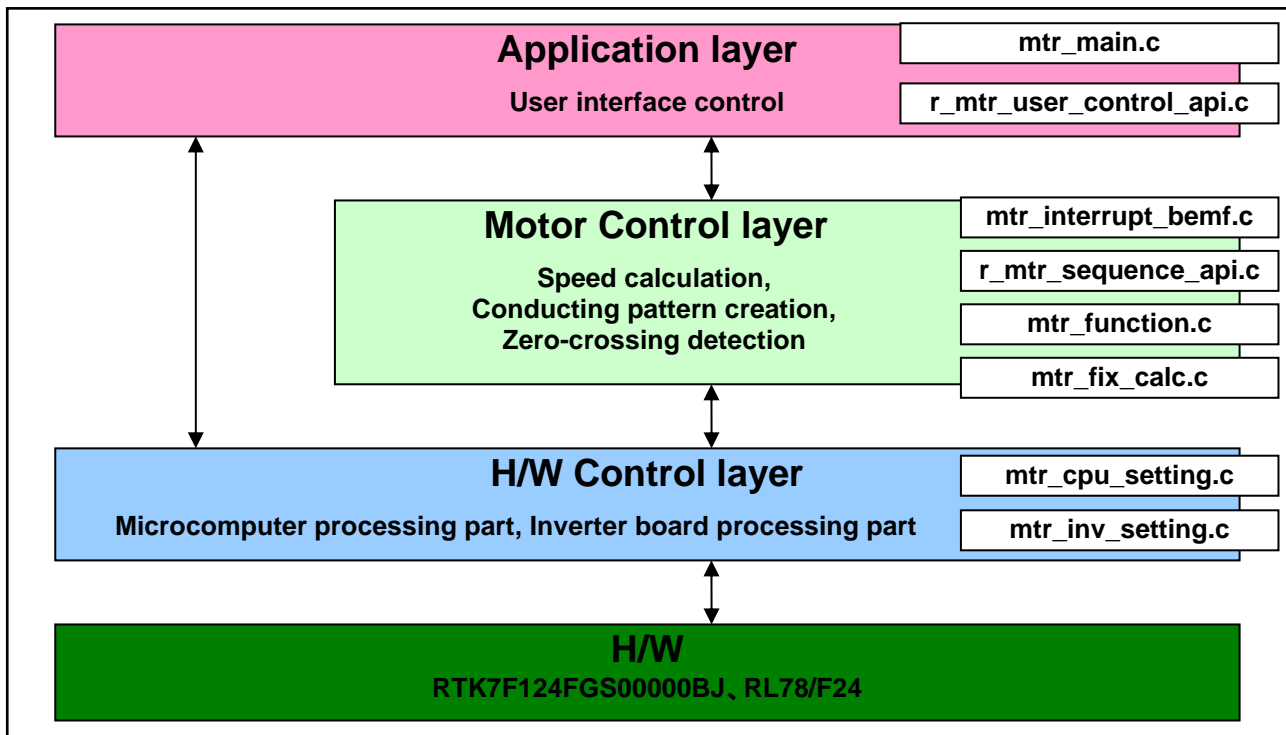 Application layer
User interface control
mtr_main.c
r_mtr_user_control_api.c
Motor Control layer
Speed calculation,
Conducting pattern creation,
Zero-crossing detection
mtr_interrupt_bemf.c
r_mtr_sequence_api.c
mtr_function.c
mtr_fix_calc.c
H/W Control layer
Microcomputer processing part, Inverter board processing part
mtr_cpu_setting.c
mtr_inv_setting.c
H/W
RTK7F124FGS00000BJ、RL78/F24